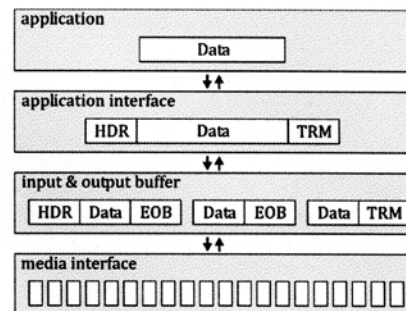 application
Data
application interface
HDR Data TRM
input & output buffer
HDR Data EOB Data EOB Data TRM
media interface